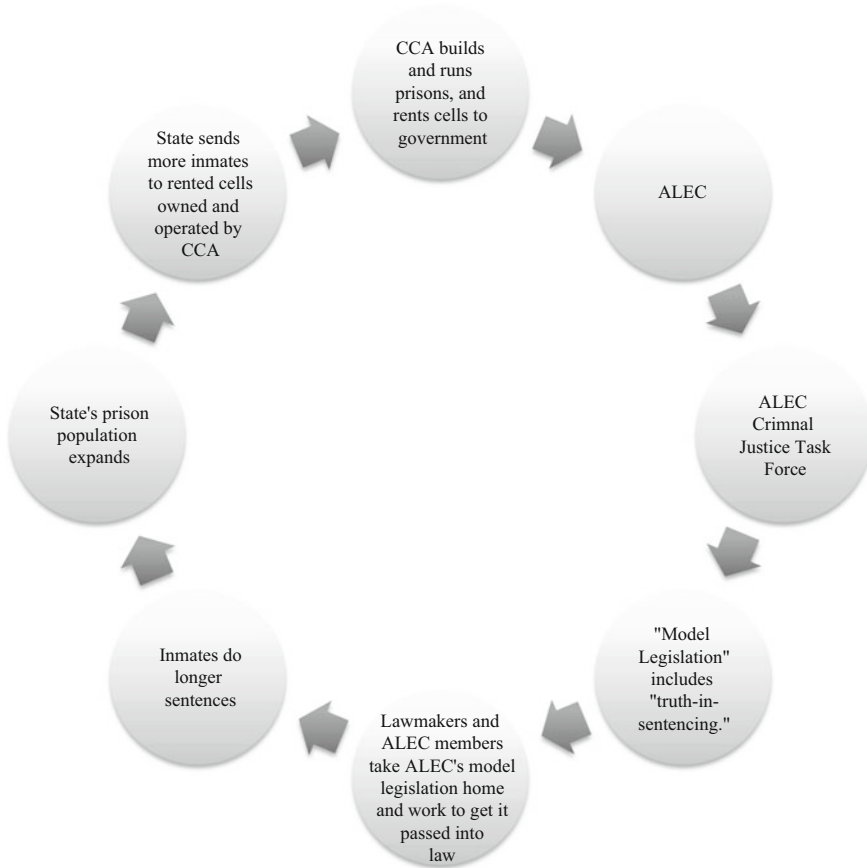 CCA builds
and runs
prisons, and
rents cells to
government
ALEC
ALEC
Crimnal
Justice Task
Force
"Model
Legislation"
includes
"truth-in-
sentencing."
Lawmakers and
ALEC members
take ALEC's model
legislation home
and work to get it
passed into
law
Inmates do
longer
sentences
State's prison
population
expands
State sends
more inmates
to rented cells
owned and
operated by
CCA